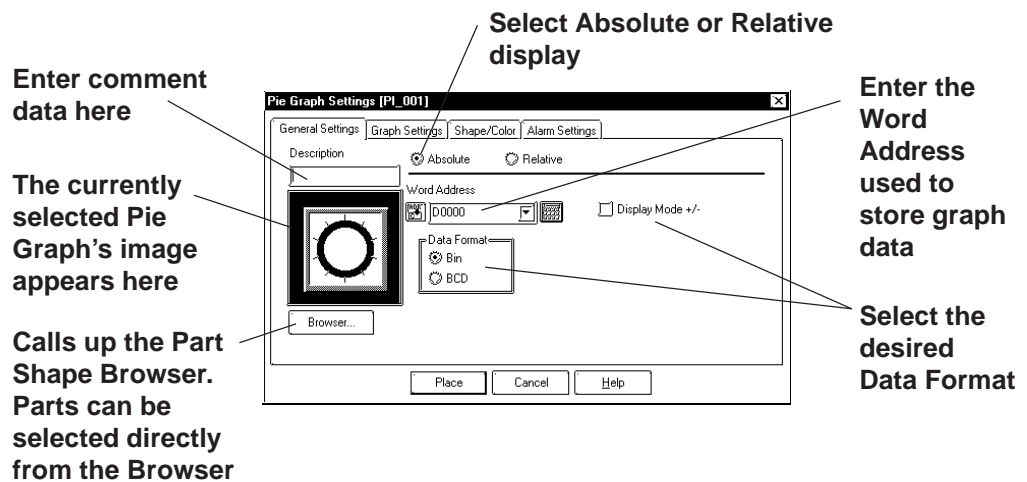 Select Absolute or Relative
display
Enter comment
data here
The currently
selected Pie
Graph's image
appears here
Calls up the Part
Shape Browser.
Parts can be
selected directly
from the Browser
Pie Graph Settings [PI_001]
General Settings Graph Settings Shape/Color Alarm Settings
Description
Absolute Relative
Word Address
D0000
Display Mode +/-
Data Format
Bin
BCD
Browser...
Place Cancel Help
Enter the
Word
Address
used to
store graph
data
Select the
desired
Data Format